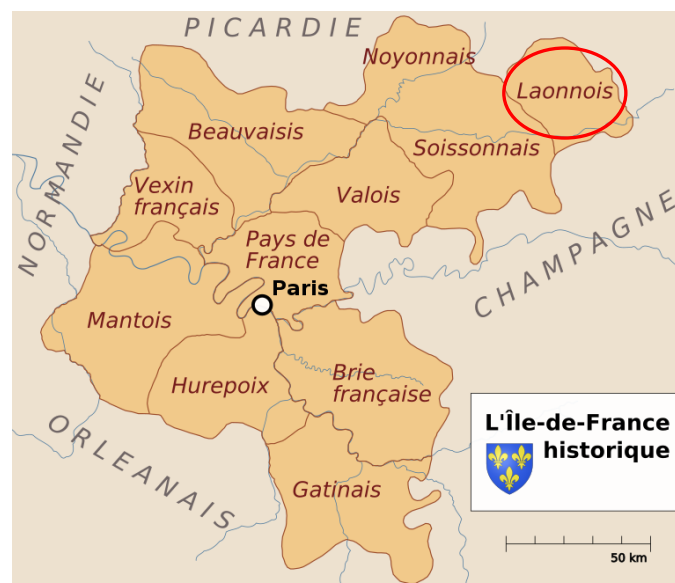 PICARDIE
Noyonnais
Laonnois
NORMANDIE
Beauvaisis
Soissonnais
Vexin
français
Valois
Pays de
France
CHAMPAGNE
Paris
Mantois
Brie
française
Hurepoix
ORLEANAIS
Gatinais
L'Île-de-France
historique
50 km